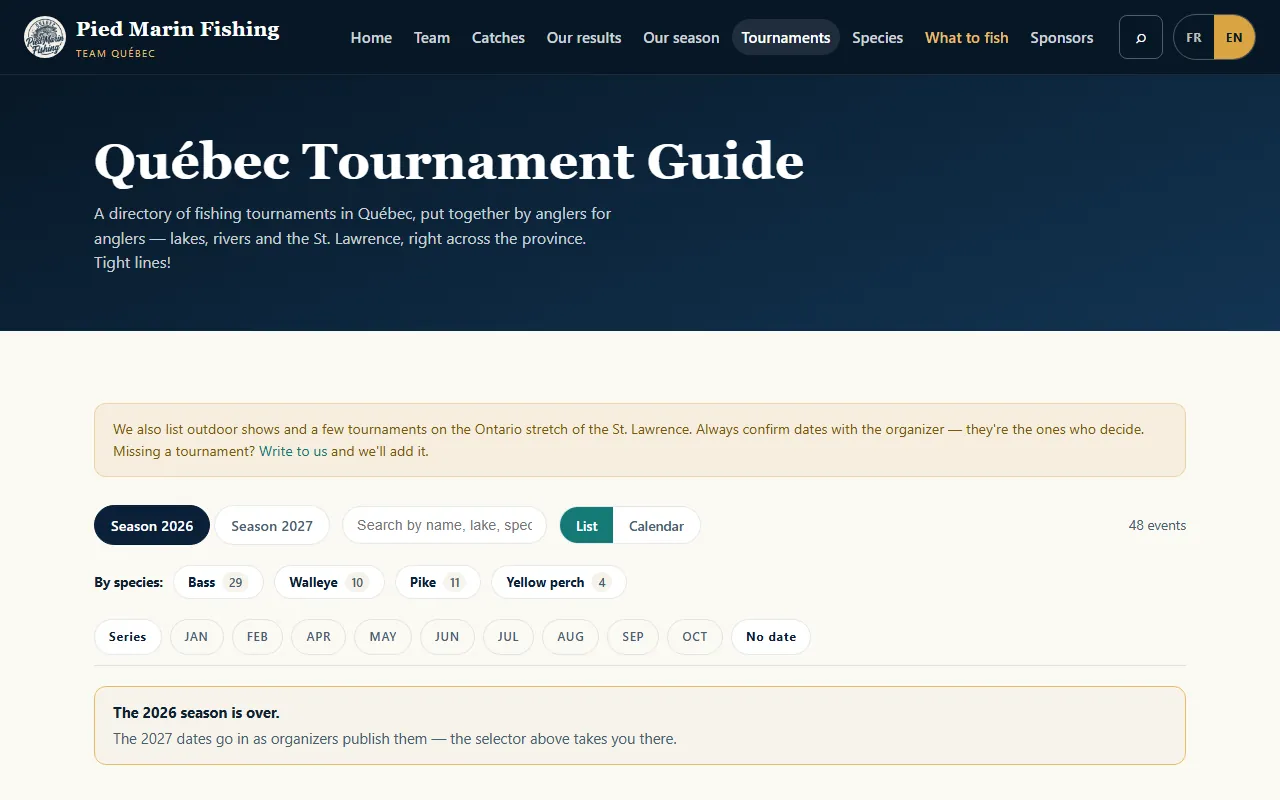 Pied Marin Fishing
TEAM QUÉBEC
Home
Team
Catches
Our results
Our season
Tournaments
Species
What to fish
Sponsors
FR
EN
Québec Tournament Guide
A directory of fishing tournaments in Québec, put together by anglers for
anglers — lakes, rivers and the St. Lawrence, right across the province.
Tight lines!
We also list outdoor shows and a few tournaments on the Ontario stretch of the St. Lawrence. Always confirm dates with the organizer — they're the ones who decide.
Missing a tournament? Write to us and we'll add it.
Season 2026
Season 2027
Search by name, lake, spec
List
Calendar
48 events
By species:
Bass 29
Walleye 10
Pike 11
Yellow perch 4
Series
JAN
FEB
APR
MAY
JUN
JUL
AUG
SEP
OCT
No date
The 2026 season is over.
The 2027 dates go in as organizers publish them — the selector above takes you there.